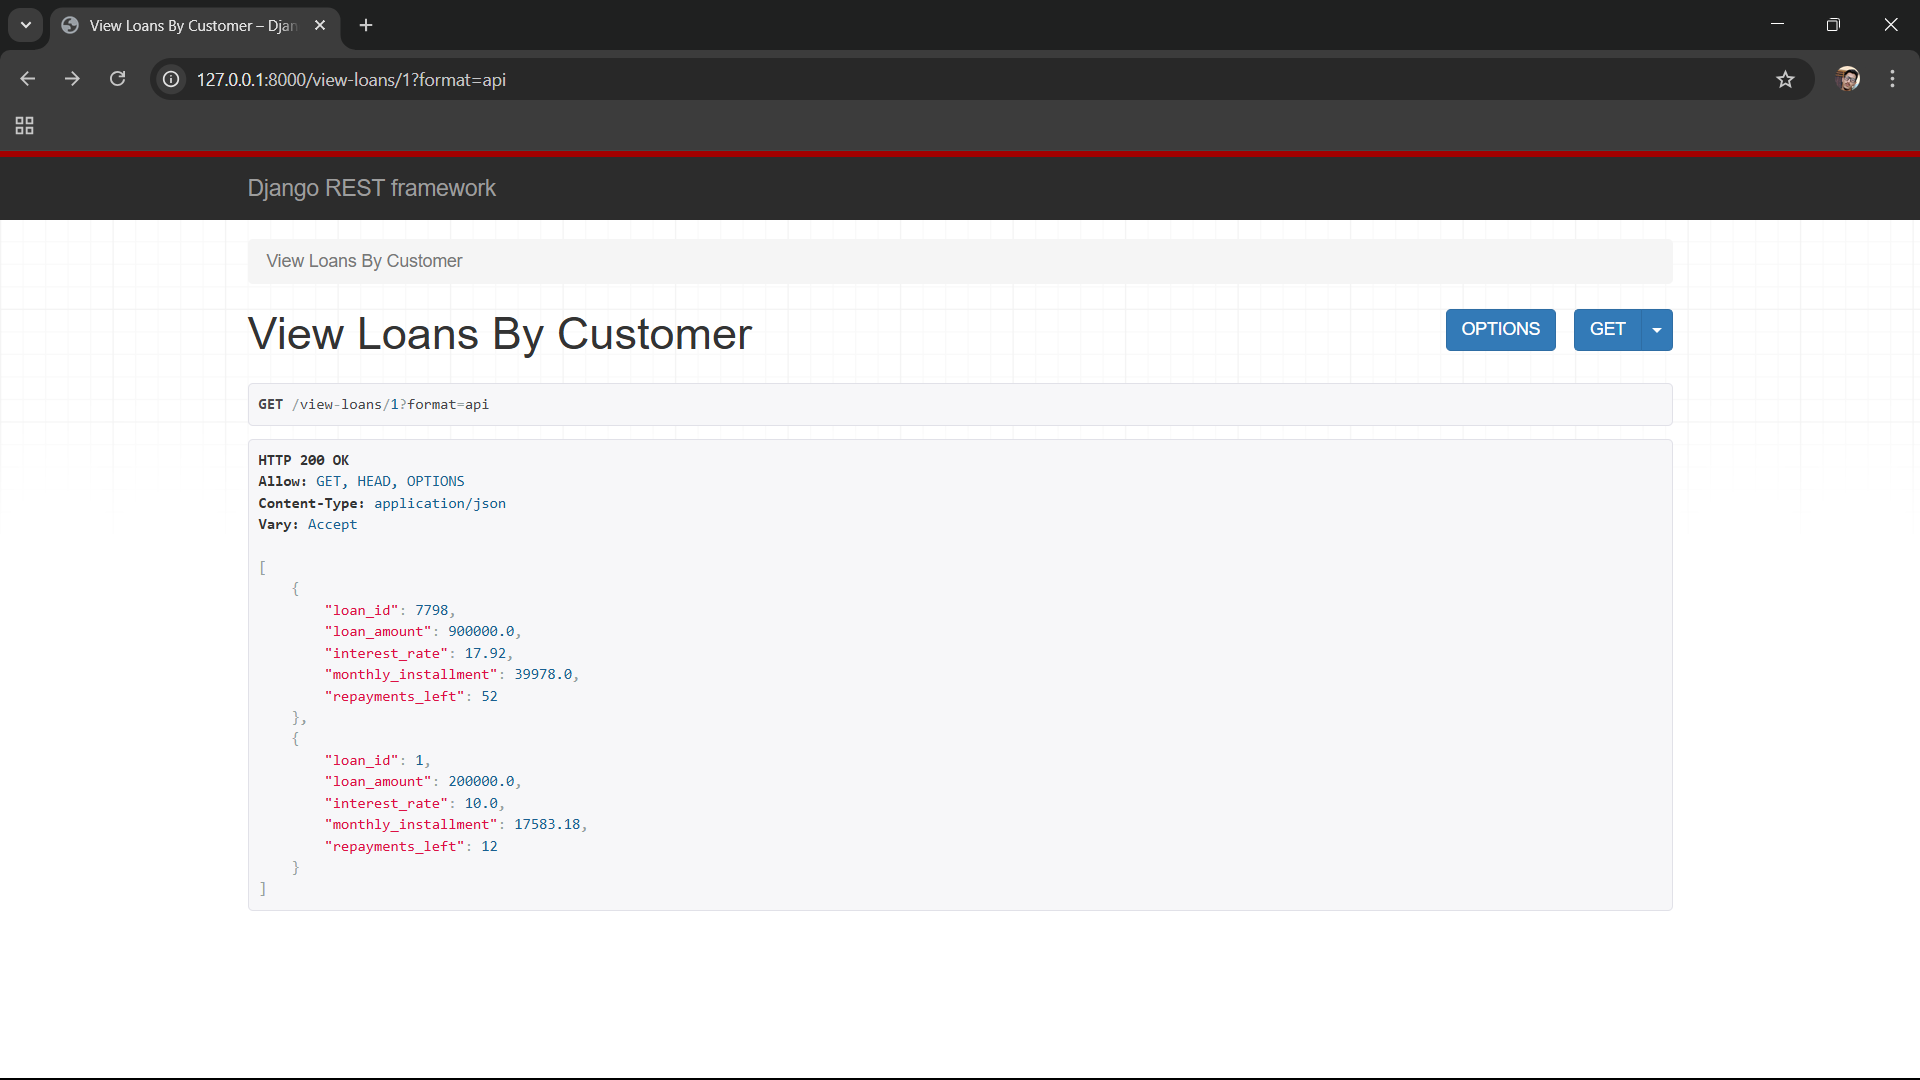 View Loans By Customer – Djan
127.0.0.1:8000/view-loans/1?format=api
Django REST framework
View Loans By Customer
View Loans By Customer
OPTIONS
GET
GET /view-loans/1?format=api
HTTP 200 OK
Allow: GET, HEAD, OPTIONS
Content-Type: application/json
Vary: Accept
[
{
"loan_id": 7798,
"loan_amount": 900000.0,
"interest_rate": 17.92,
"monthly_installment": 39978.0,
"repayments_left": 52
},
{
"loan_id": 1,
"loan_amount": 200000.0,
"interest_rate": 10.0,
"monthly_installment": 17583.18,
"repayments_left": 12
}
]